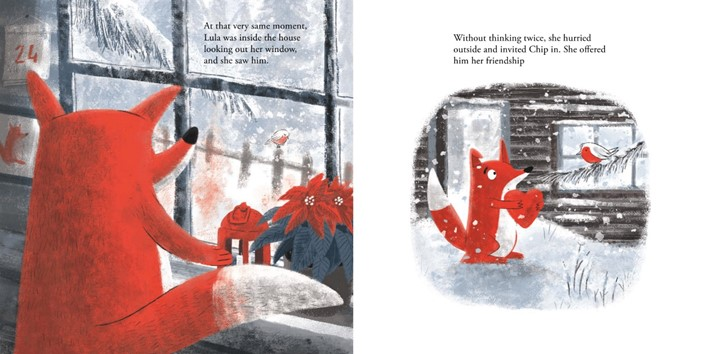 24
At that very same moment,
Lula was inside the house
looking out her window,
and she saw him.
Without thinking twice, she hurried
outside and invited Chip in. She offered
him her friendship